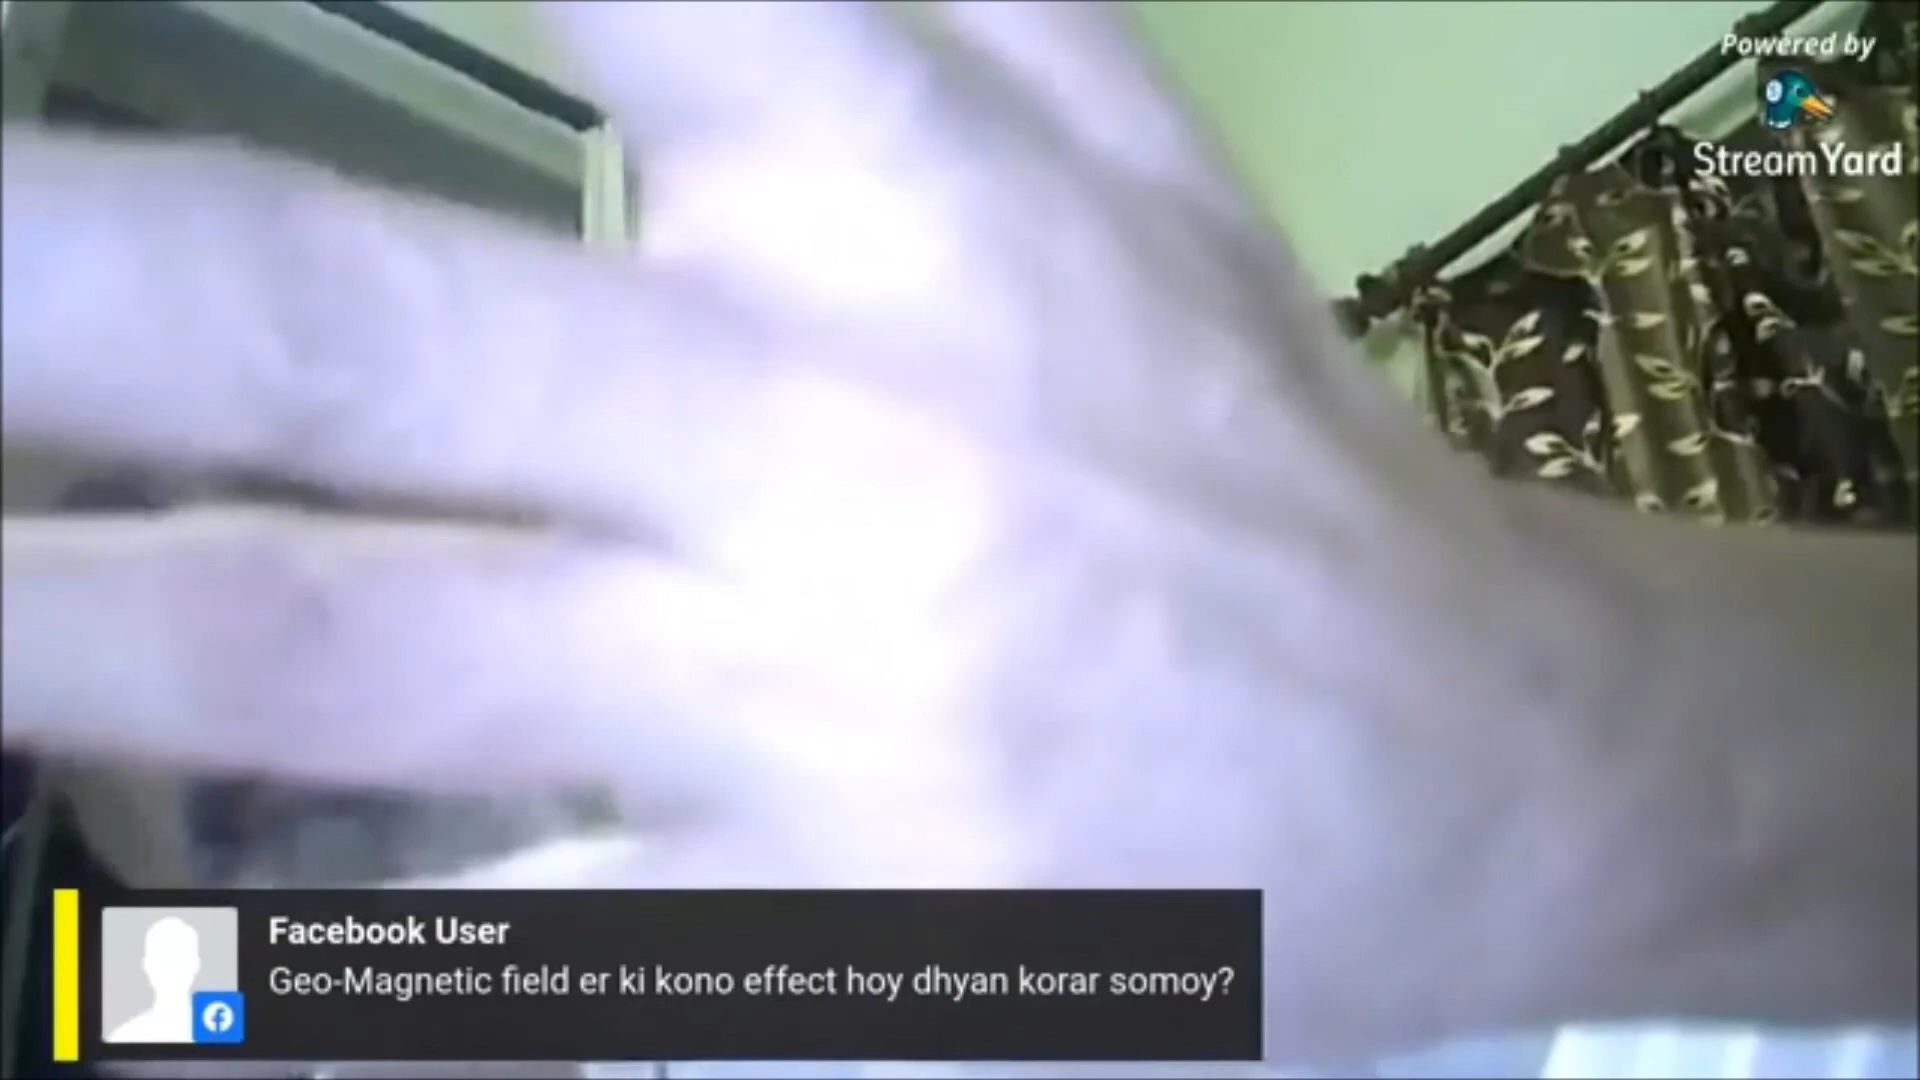 Powered by
StreamYard
Facebook User
Geo-Magnetic field er ki kono effect hoy dhyan korar somoy?